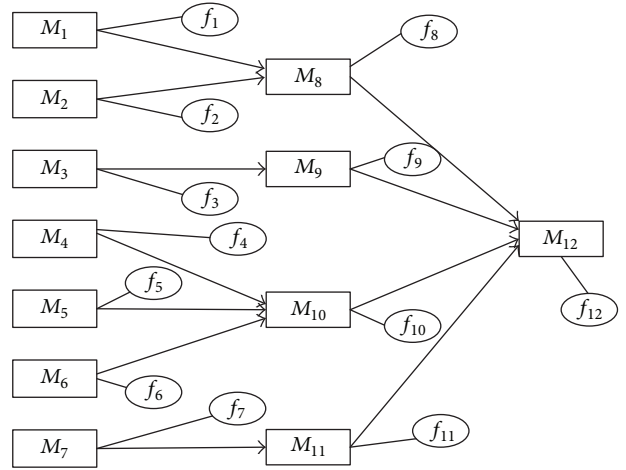 M₁
f₁
M₂
f₂
M₃
f₃
M₄
f₄
M₅
f₅
M₆
f₆
M₇
f₇
M₈
f₈
M₉
f₉
M₁₀
f₁₀
M₁₁
f₁₁
M₁₂
f₁₂